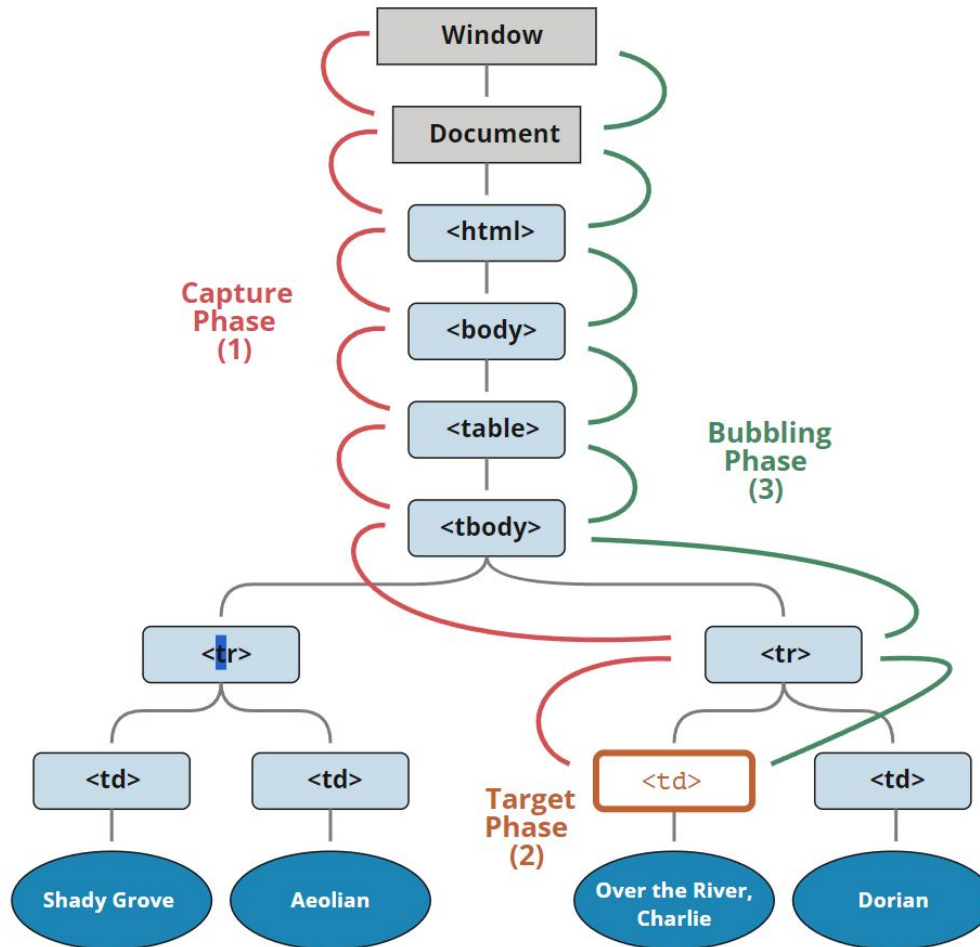 Window
Document
<html>
Capture
Phase
(1)
<body>
<table>
Bubbling
Phase
(3)
<tbody>
<tr>
<tr>
<td>
<td>
Target
Phase
(2)
<td>
<td>
Shady Grove
Aeolian
Over the River,
Charlie
Dorian